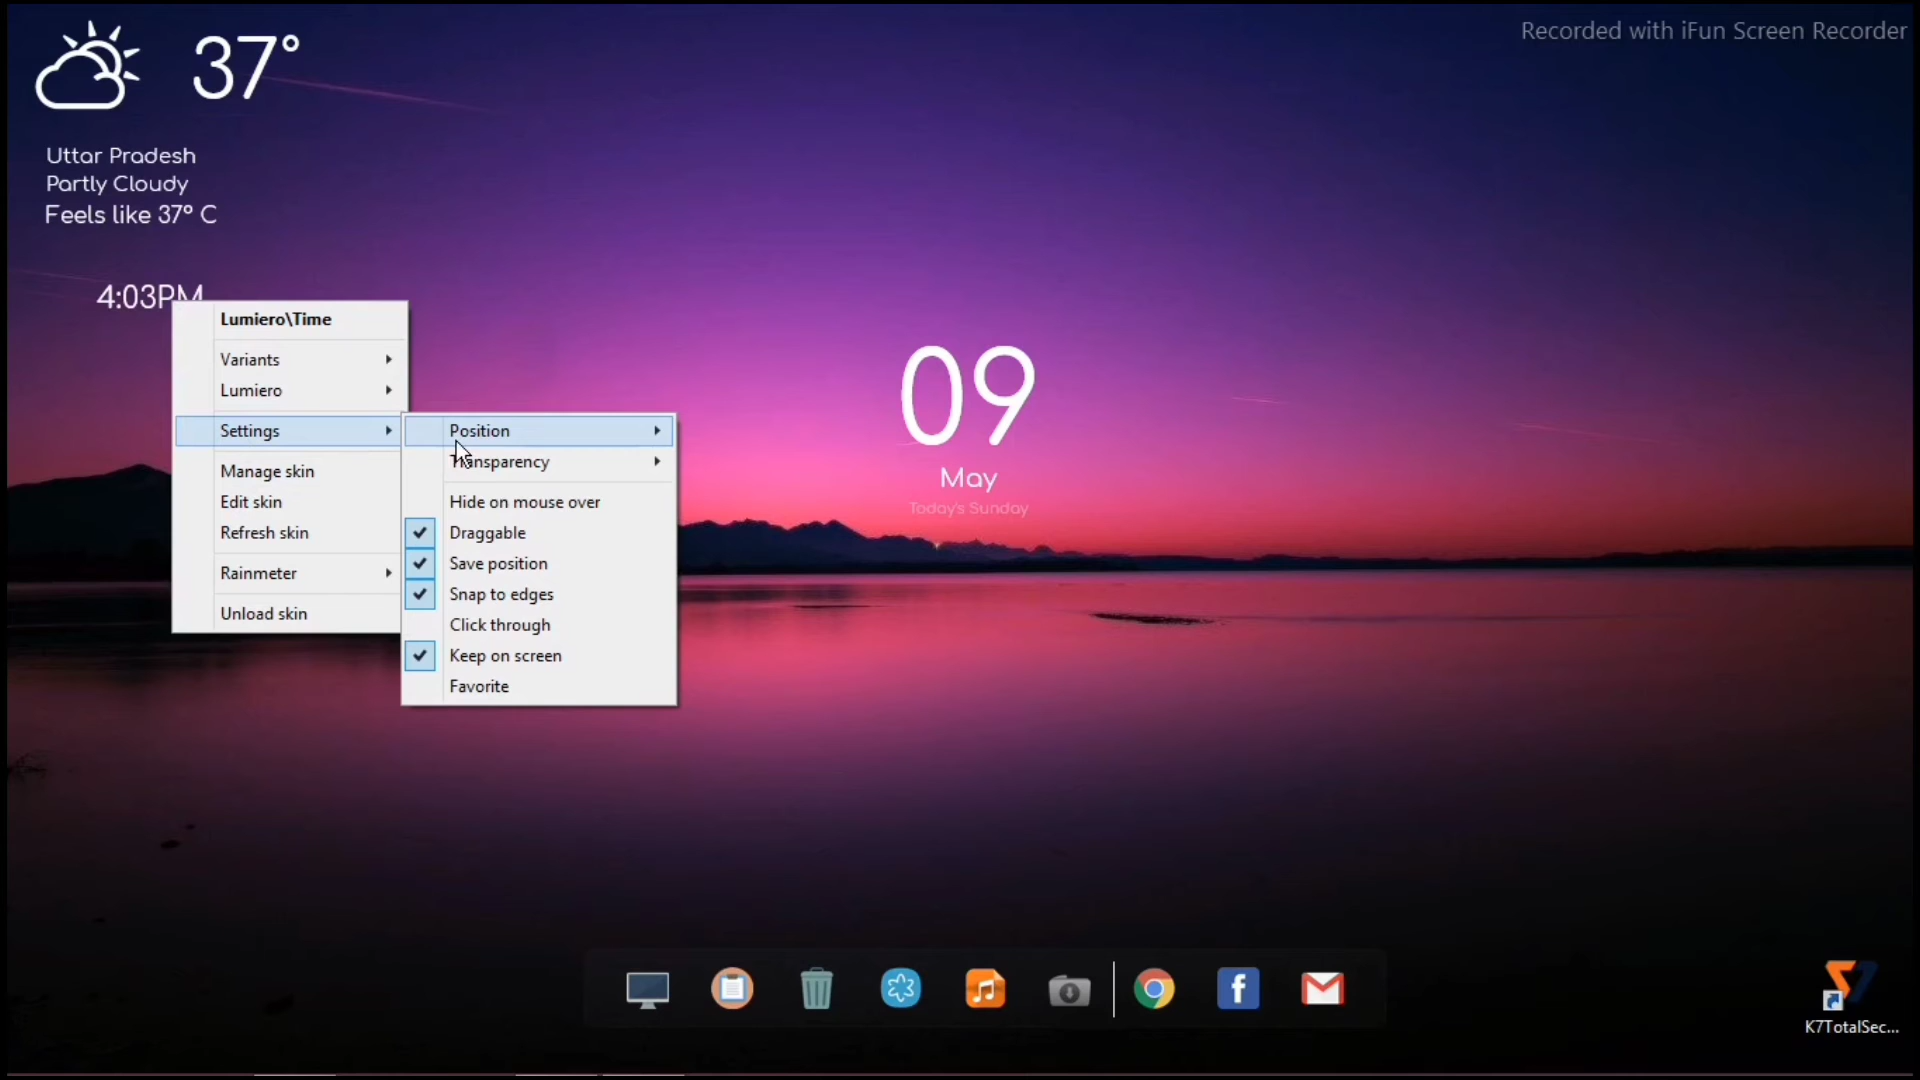 Recorded with iFun Screen Recorder
37°
Uttar Pradesh
Partly Cloudy
Feels like 37° C
4:03PM
Lumiero\Time
Variants
Lumiero
Settings
Manage skin
Edit skin
Refresh skin
Rainmeter
Unload skin
Position
Transparency
Hide on mouse over
Draggable
Save position
Snap to edges
Click through
Keep on screen
Favorite
09
May
Today's Sunday
K7TotalSec...